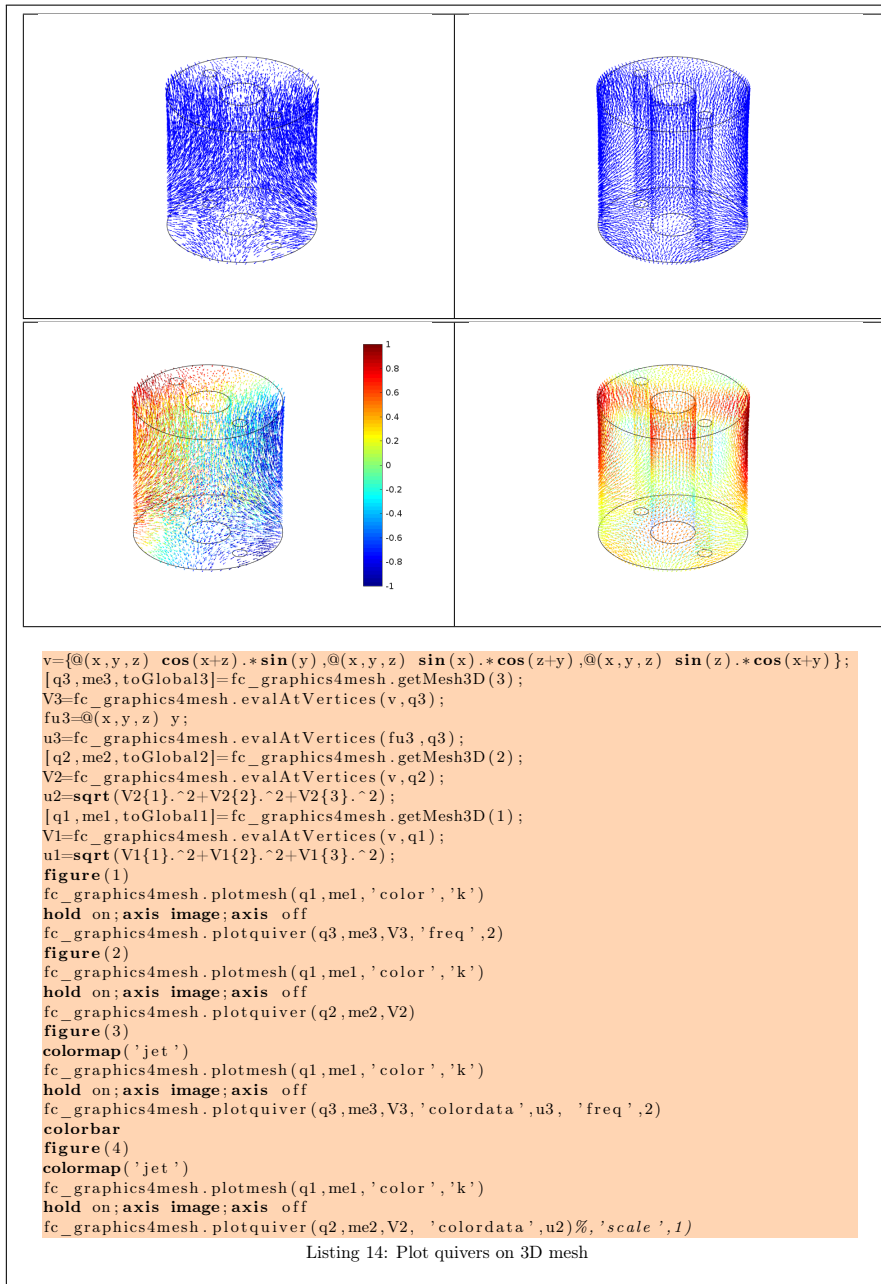 1
0.8
0.6
0.4
0.2
0
-0.2
-0.4
-0.6
-0.8
-1
v={@(x,y,z) cos(x+z).*sin(y),@(x,y,z) sin(x).*cos(z+y),@(x,y,z) sin(z).*cos(x+y)};
[q3,me3,toGlobal3]=fc_graphics4mesh.getMesh3D(3);
V3=fc_graphics4mesh.evalAtVertices(v,q3);
fu3=@(x,y,z) y;
u3=fc_graphics4mesh.evalAtVertices(fu3,q3);
[q2,me2,toGlobal2]=fc_graphics4mesh.getMesh3D(2);
V2=fc_graphics4mesh.evalAtVertices(v,q2);
u2=sqrt(V2{1}.^2+V2{2}.^2+V2{3}.^2);
[q1,me1,toGlobal1]=fc_graphics4mesh.getMesh3D(1);
V1=fc_graphics4mesh.evalAtVertices(v,q1);
u1=sqrt(V1{1}.^2+V1{2}.^2+V1{3}.^2);
figure(1)
fc_graphics4mesh.plotmesh(q1,me1,'color','k')
hold on;axis image;axis off
fc_graphics4mesh.plotquiver(q3,me3,V3,'freq',2)
figure(2)
fc_graphics4mesh.plotmesh(q1,me1,'color','k')
hold on;axis image;axis off
fc_graphics4mesh.plotquiver(q2,me2,V2)
figure(3)
colormap('jet')
fc_graphics4mesh.plotmesh(q1,me1,'color','k')
hold on;axis image;axis off
fc_graphics4mesh.plotquiver(q3,me3,V3,'colordata',u3, 'freq',2)
colorbar
figure(4)
colormap('jet')
fc_graphics4mesh.plotmesh(q1,me1,'color','k')
hold on;axis image;axis off
fc_graphics4mesh.plotquiver(q2,me2,V2, 'colordata',u2)%,'scale',1)
Listing 14: Plot quivers on 3D mesh